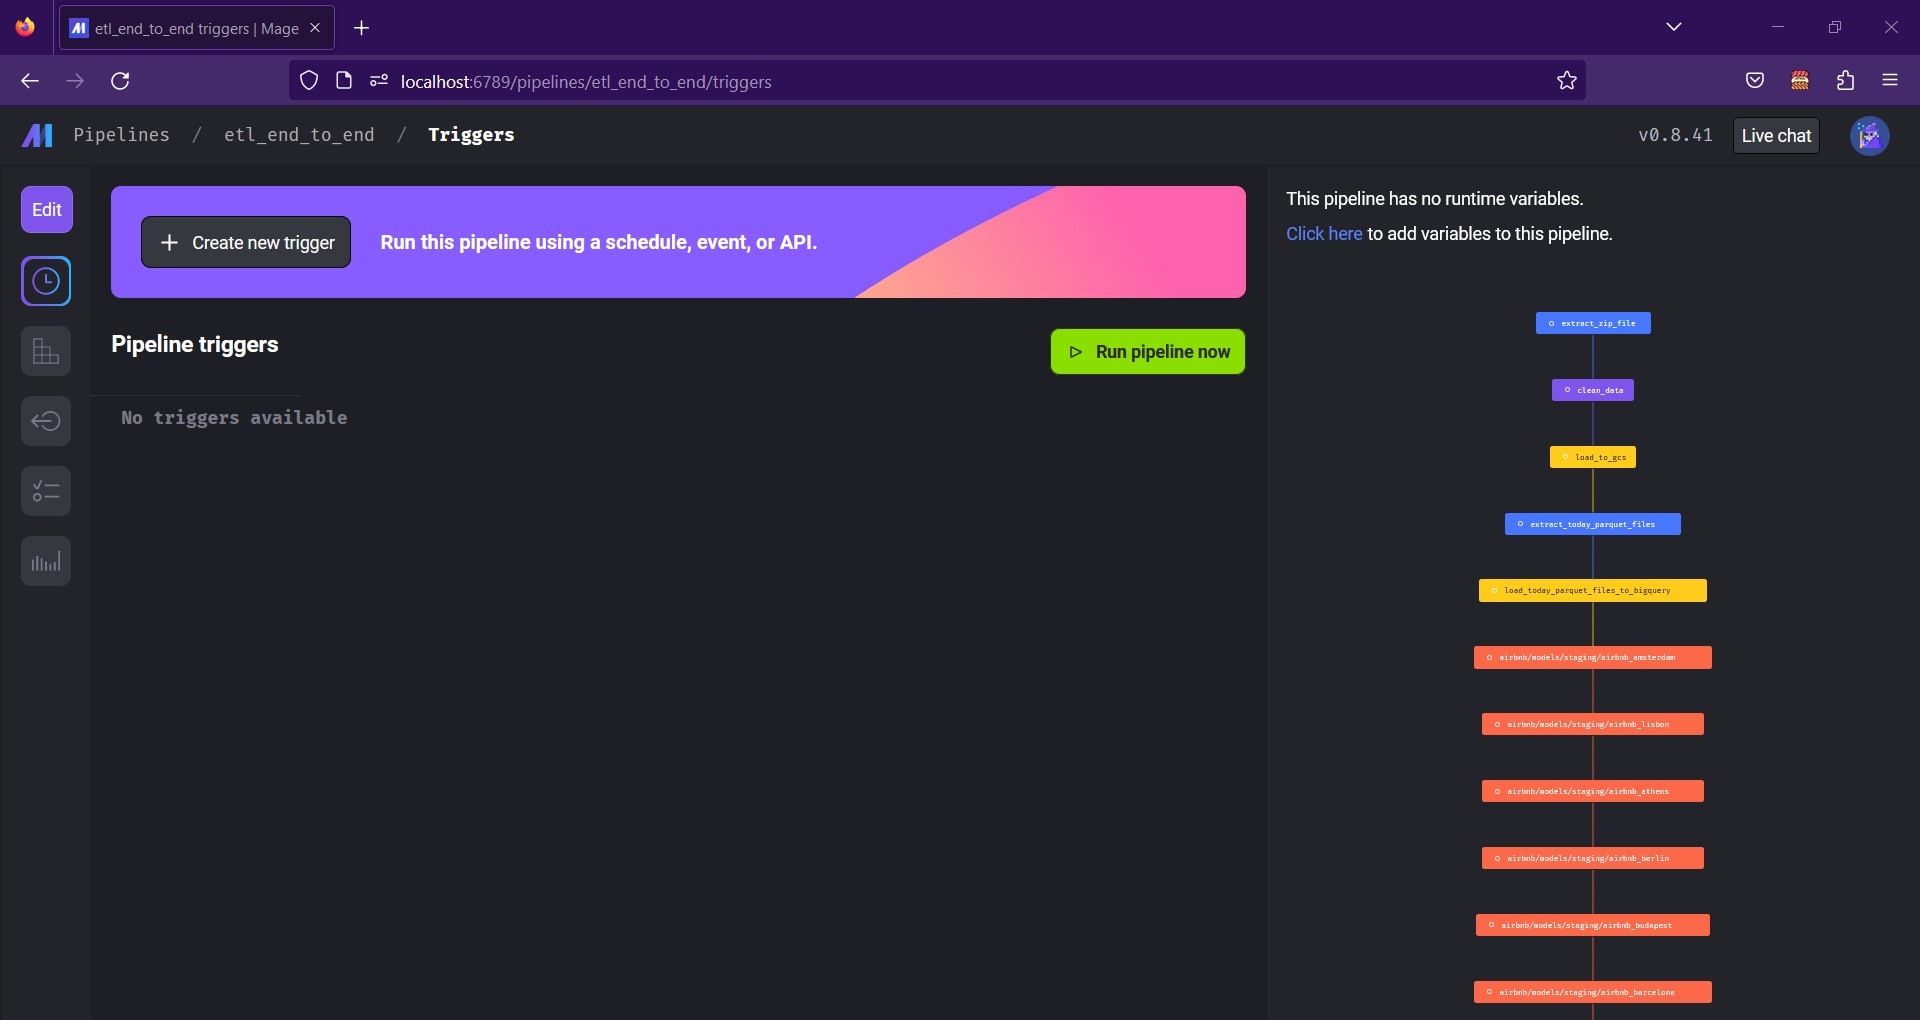 etl_end_to_end triggers | Mage
localhost:6789/pipelines/etl_end_to_end/triggers
Pipelines / etl_end_to_end / Triggers
v0.8.41
Live chat
Edit
Create new trigger
Run this pipeline using a schedule, event, or API.
Pipeline triggers
Run pipeline now
No triggers available
This pipeline has no runtime variables.
Click here to add variables to this pipeline.
extract_zip_file
clean_data
load_to_gcs
extract_today_parquet_files
load_today_parquet_files_to_bigquery
airbnb/models/staging/airbnb_amsterdam
airbnb/models/staging/airbnb_lisbon
airbnb/models/staging/airbnb_athens
airbnb/models/staging/airbnb_berlin
airbnb/models/staging/airbnb_budapest
airbnb/models/staging/airbnb_barcelona